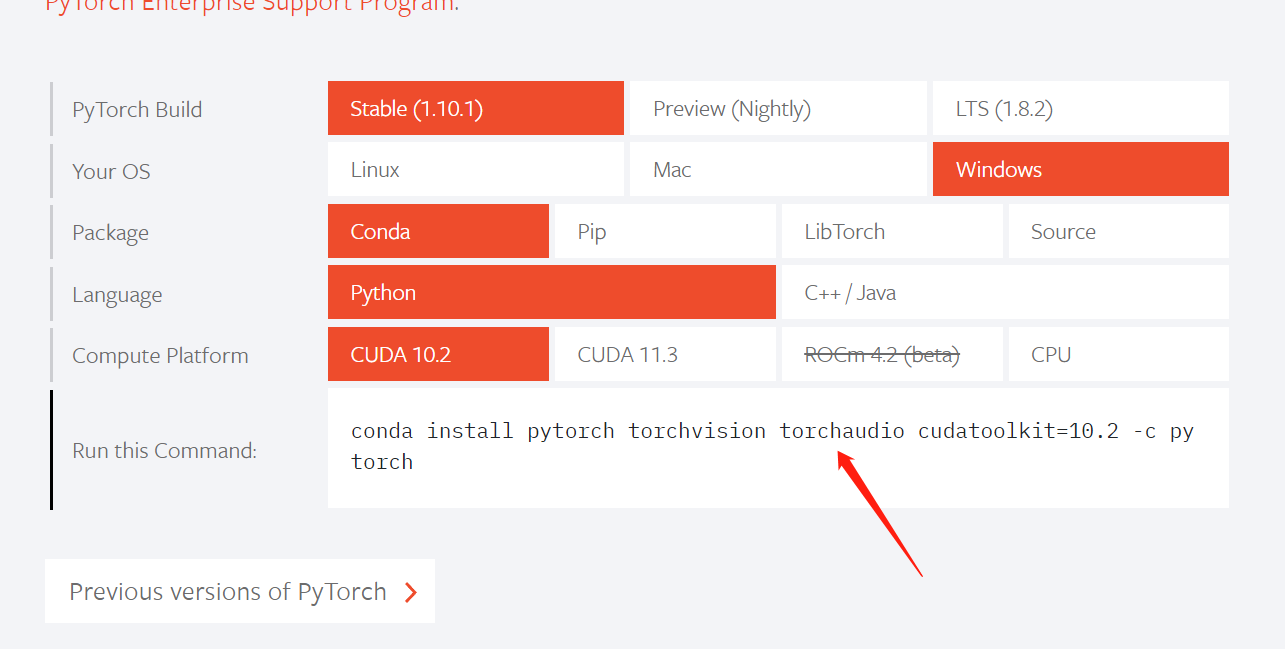 PyTorch Enterprise Support Program.
PyTorch Build
Stable (1.10.1)
Preview (Nightly)
LTS (1.8.2)
Your OS
Linux
Mac
Windows
Package
Conda
Pip
LibTorch
Source
Language
Python
C++ / Java
Compute Platform
CUDA 10.2
CUDA 11.3
ROCm 4.2 (beta)
CPU
Run this Command:
conda install pytorch torchvision torchaudio cudatoolkit=10.2 -c py
torch
Previous versions of PyTorch